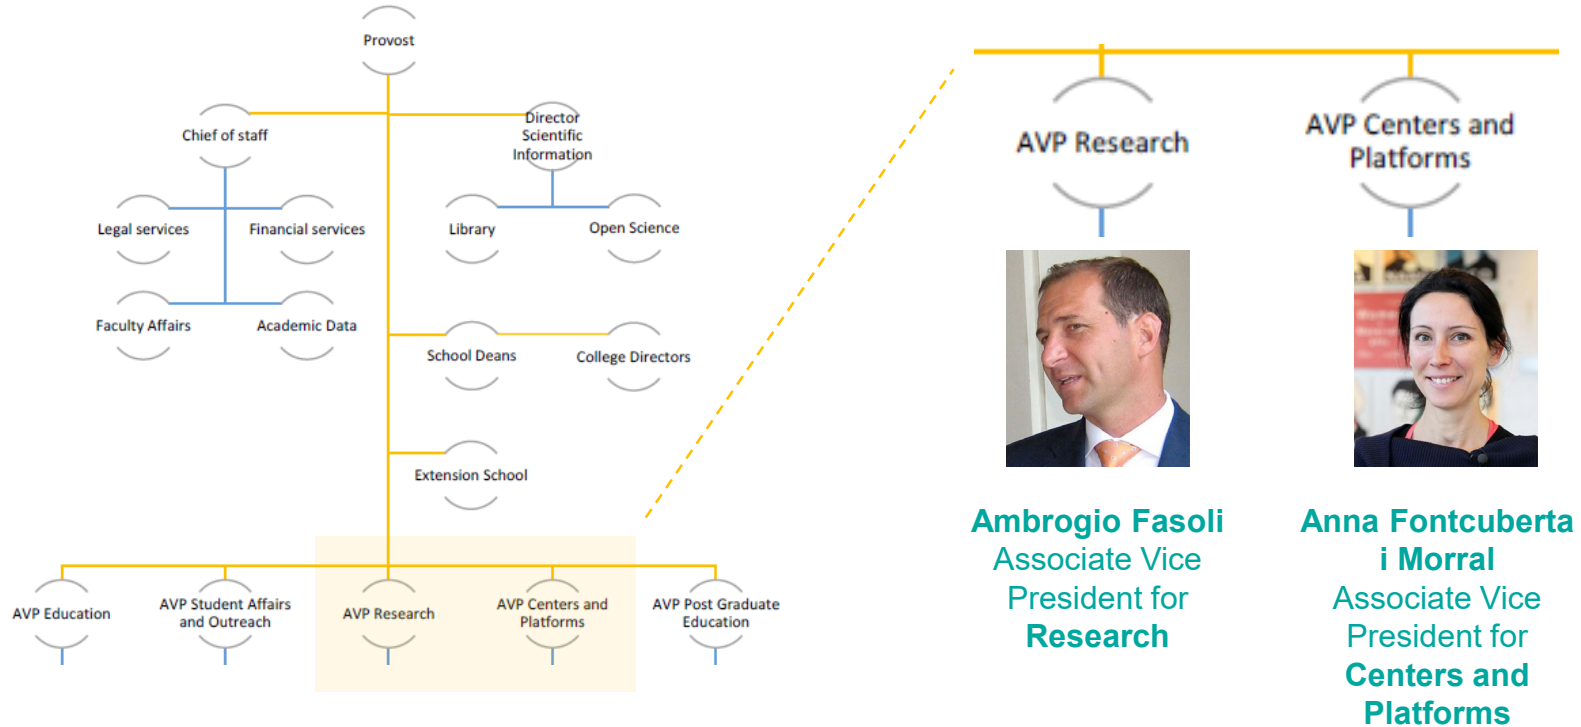 Provost
Chief of staff
Director
Scientific
Information
Legal services
Financial services
Library
Open Science
Faculty Affairs
Academic Data
School Deans
College Directors
Extension School
AVP Education
AVP Student Affairs
and Outreach
AVP Research
AVP Centers and
Platforms
AVP Post Graduate
Education
AVP Research
AVP Centers and
Platforms
Ambrogio Fasoli
Associate Vice
President for
Research
Anna Fontcuberta
i Morral
Associate Vice
President for
Centers and
Platforms